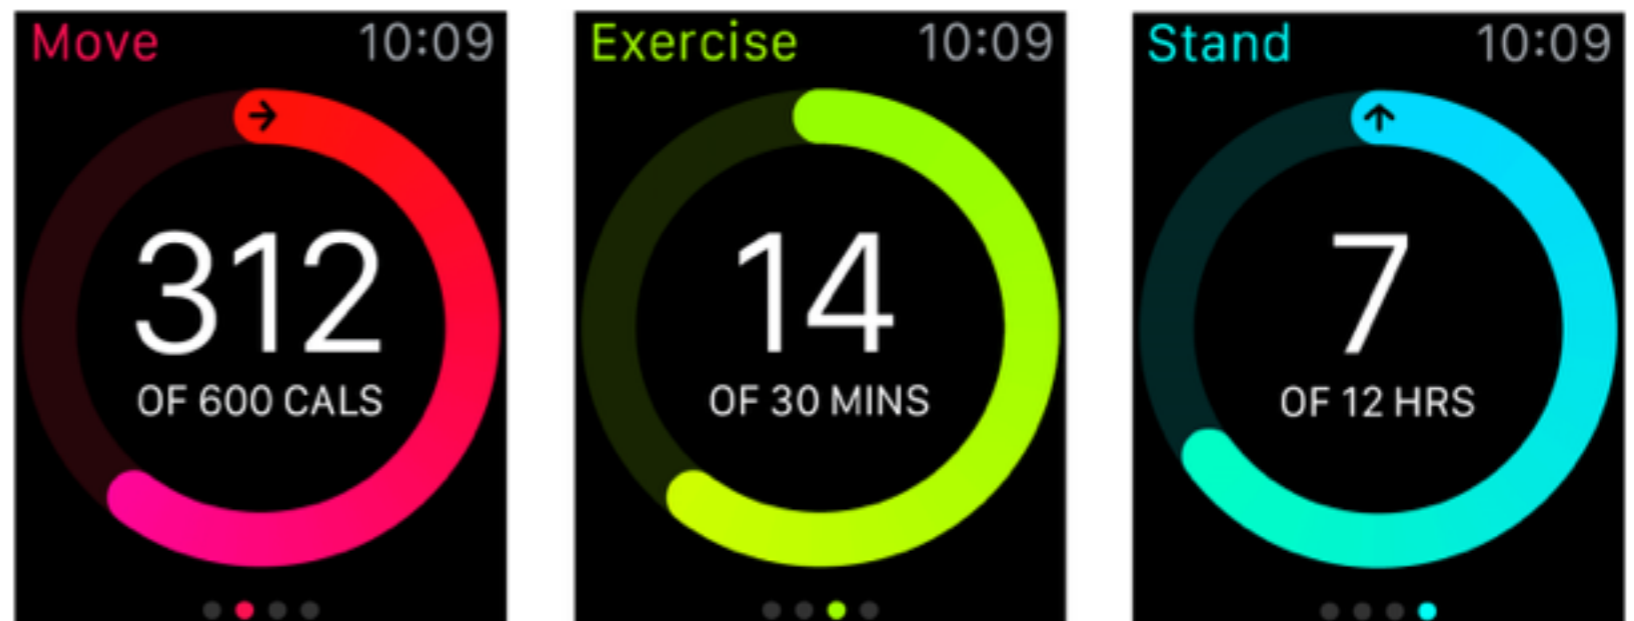 Move 10:09
312
OF 600 CALS
Exercise 10:09
14
OF 30 MINS
Stand 10:09
7
OF 12 HRS